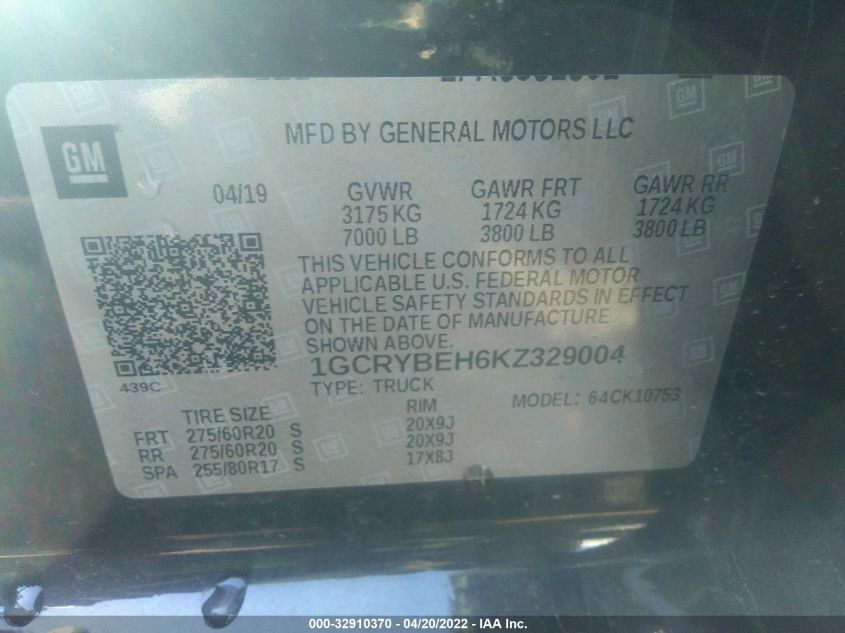 MFD BY GENERAL MOTORS LLC
GM
04/19 GVWR GAWR FRT GAWR RR
3175 KG 1724 KG 1724 KG
7000 LB 3800 LB 3800 LB
THIS VEHICLE CONFORMS TO ALL
APPLICABLE U.S. FEDERAL MOTOR
VEHICLE SAFETY STANDARDS IN EFFECT
ON THE DATE OF MANUFACTURE
SHOWN ABOVE.
439C
1GCRYBEH6KZ329004
TYPE: TRUCK MODEL: 64CK10753
TIRE SIZE RIM
FRT 275/60R20 S 20X9J
RR 275/60R20 S 20X9J
SPA 255/80R17 S 17X8J
000-32910370 - 04/20/2022 - IAA Inc.